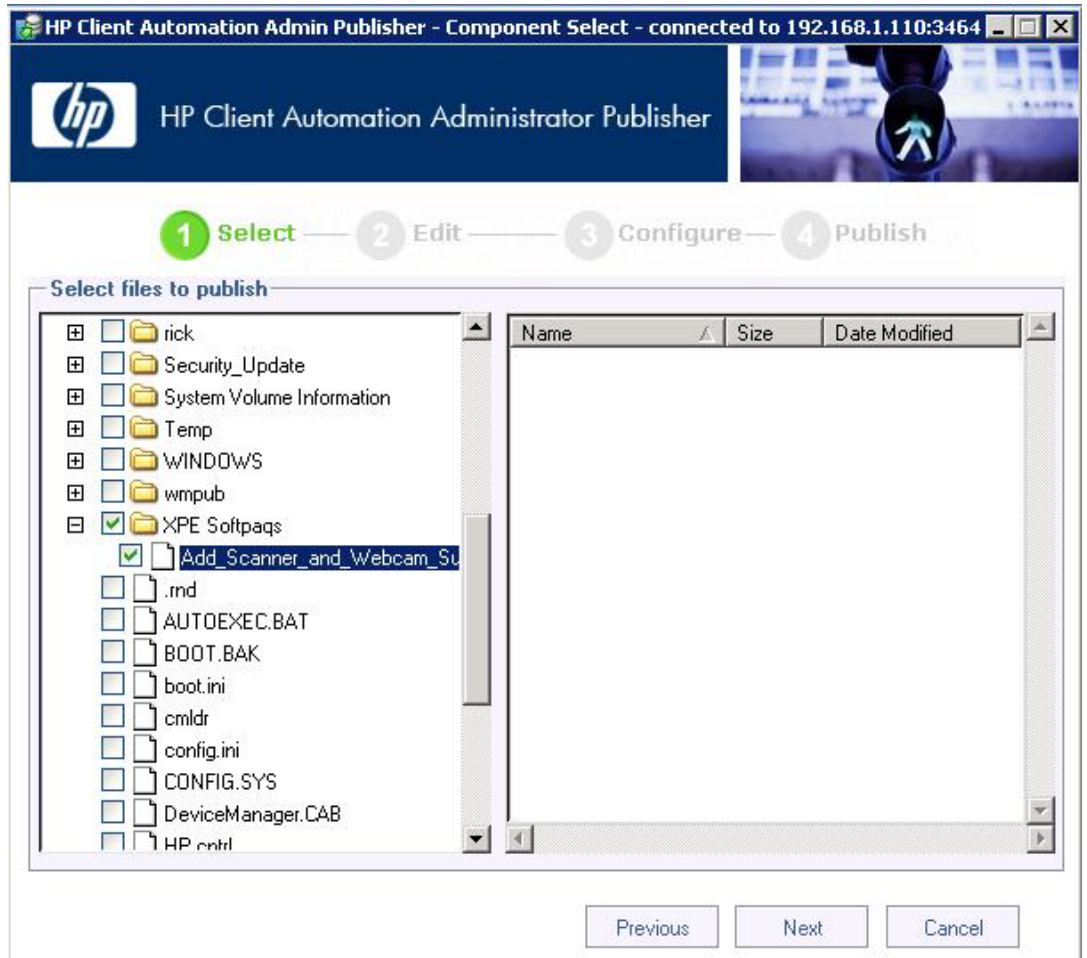 HP Client Automation Admin Publisher - Component Select - connected to 192.168.1.110:3464
hp
HP Client Automation Administrator Publisher
1 Select 2 Edit 3 Configure 4 Publish
Select files to publish
Name Size Date Modified
rick
Security_Update
System Volume Information
Temp
WINDOWS
wmpub
XPE Softpaqs
Add_Scanner_and_Webcam_Su
.rnd
AUTOEXEC.BAT
BOOT.BAK
boot.ini
cmldr
config.ini
CONFIG.SYS
DeviceManager.CAB
HP cntrl
Previous Next Cancel